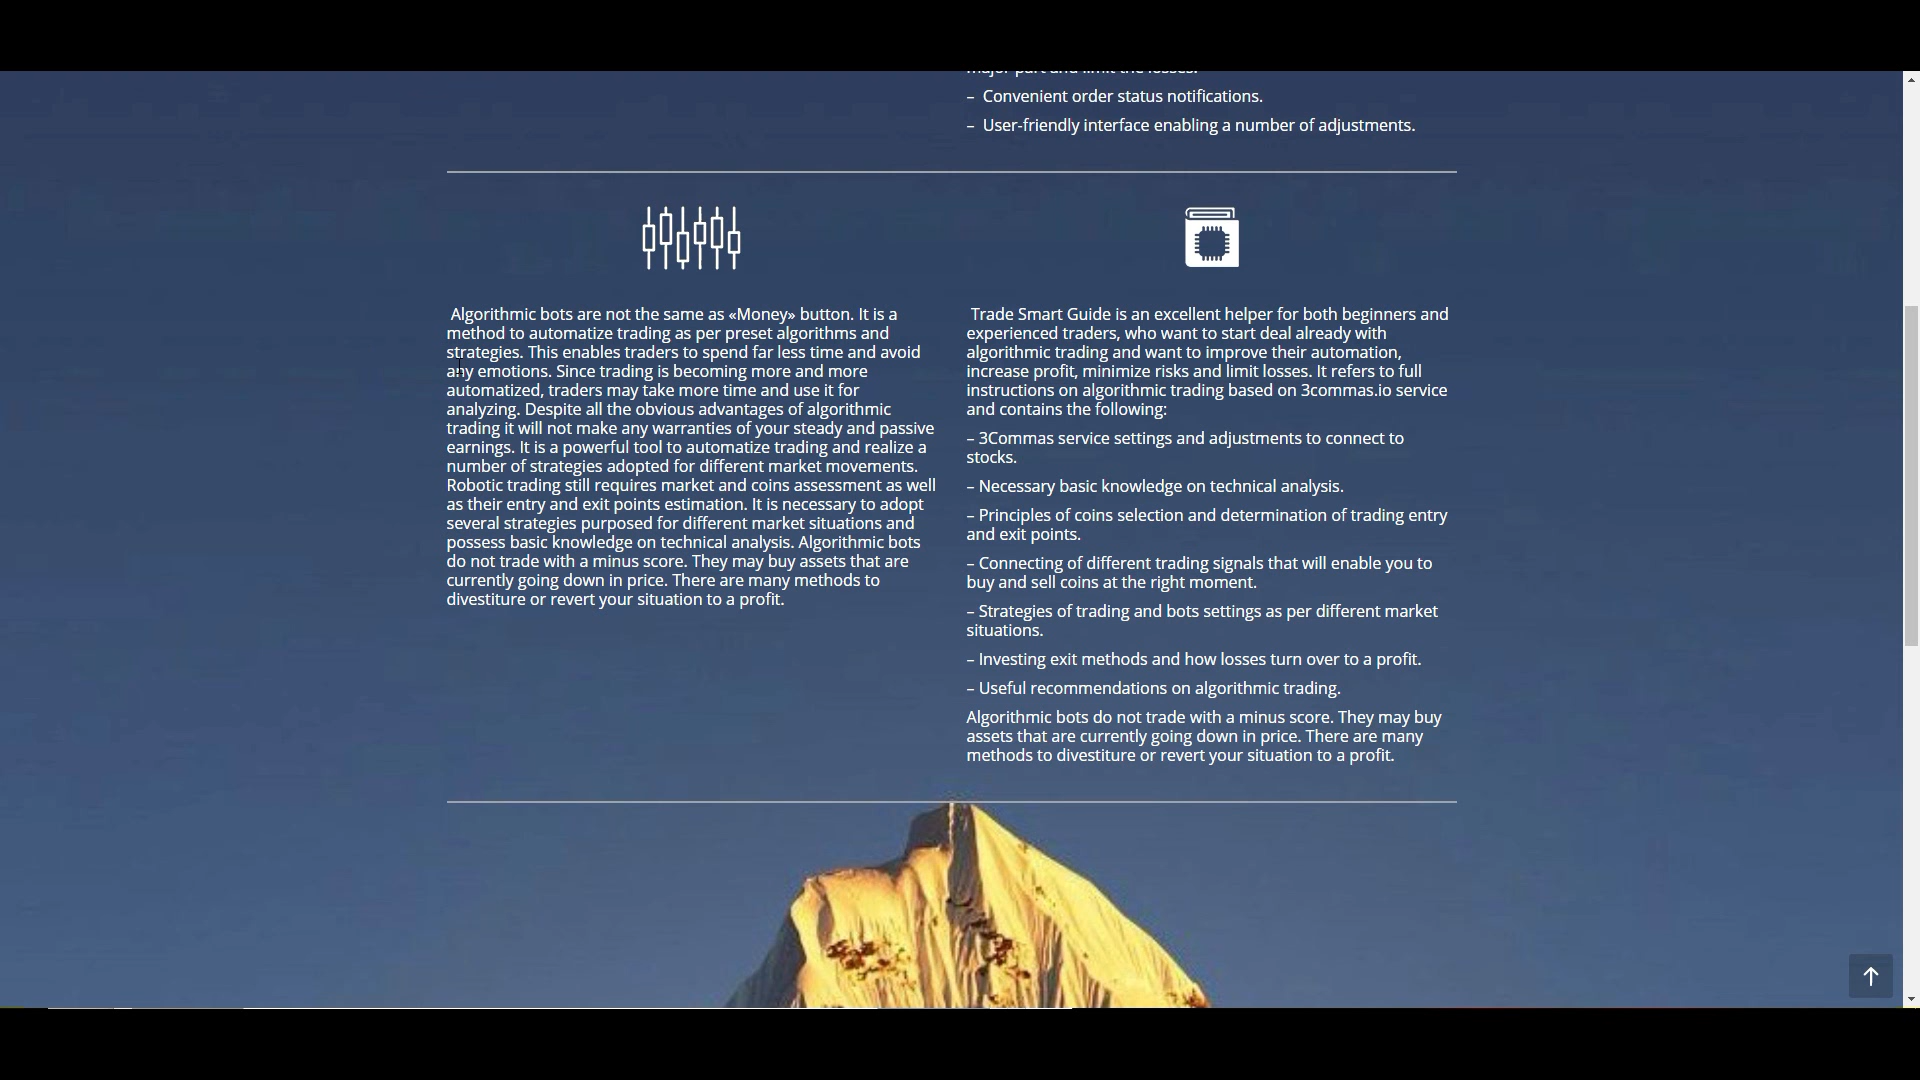 major part and limit the losses.
– Convenient order status notifications.
– User-friendly interface enabling a number of adjustments.
Algorithmic bots are not the same as «Money» button. It is a
method to automatize trading as per preset algorithms and
strategies. This enables traders to spend far less time and avoid
any emotions. Since trading is becoming more and more
automatized, traders may take more time and use it for
analyzing. Despite all the obvious advantages of algorithmic
trading it will not make any warranties of your steady and passive
earnings. It is a powerful tool to automatize trading and realize a
number of strategies adopted for different market movements.
Robotic trading still requires market and coins assessment as well
as their entry and exit points estimation. It is necessary to adopt
several strategies purposed for different market situations and
possess basic knowledge on technical analysis. Algorithmic bots
do not trade with a minus score. They may buy assets that are
currently going down in price. There are many methods to
divestiture or revert your situation to a profit.
Trade Smart Guide is an excellent helper for both beginners and
experienced traders, who want to start deal already with
algorithmic trading and want to improve their automation,
increase profit, minimize risks and limit losses. It refers to full
instructions on algorithmic trading based on 3commas.io service
and contains the following:
– 3Commas service settings and adjustments to connect to
stocks.
– Necessary basic knowledge on technical analysis.
– Principles of coins selection and determination of trading entry
and exit points.
– Connecting of different trading signals that will enable you to
buy and sell coins at the right moment.
– Strategies of trading and bots settings as per different market
situations.
– Investing exit methods and how losses turn over to a profit.
– Useful recommendations on algorithmic trading.
Algorithmic bots do not trade with a minus score. They may buy
assets that are currently going down in price. There are many
methods to divestiture or revert your situation to a profit.